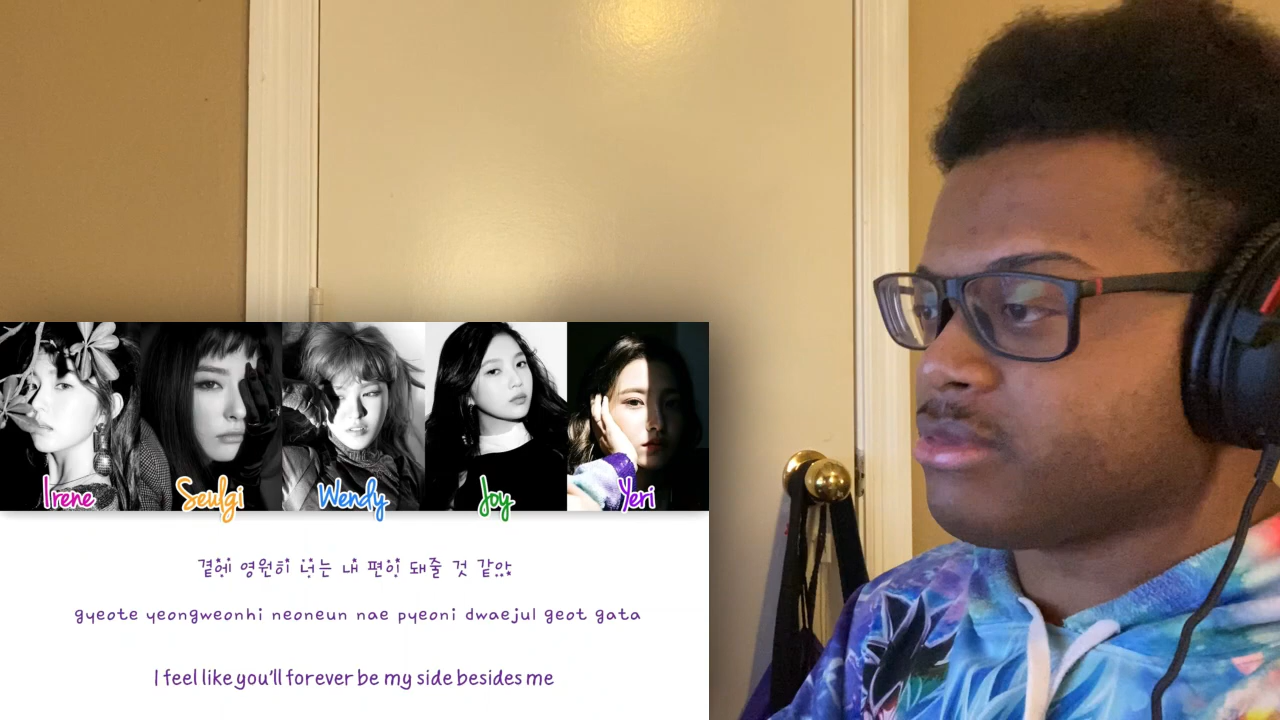 Irene Seulgi Wendy Joy Yeri
곁에 영원히 너는 내 편이 돼줄 것 같아
gyeote yeongweonhi neoneun nae pyeoni dwaejul geot gata
I feel like you'll forever be my side besides me